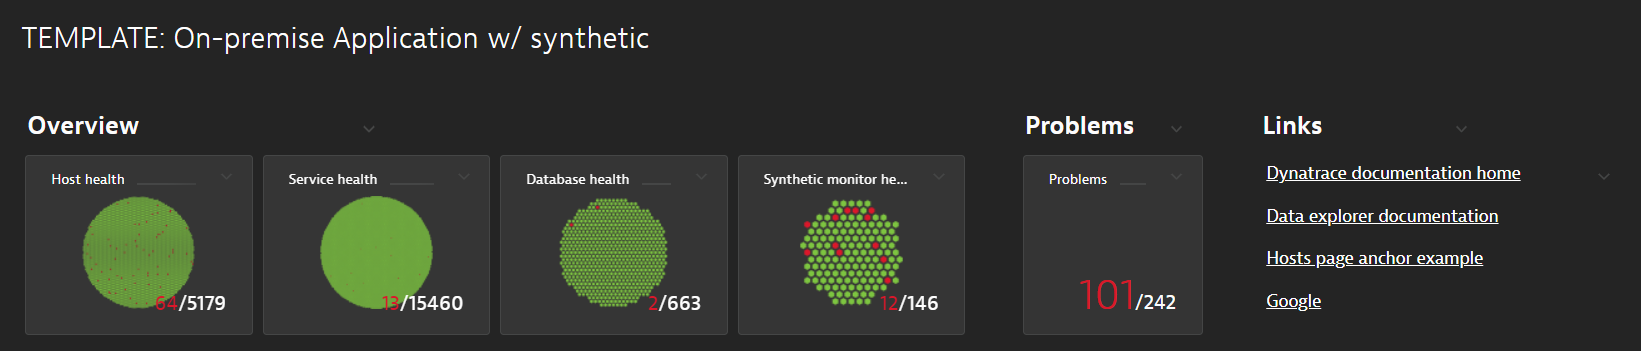 TEMPLATE: On-premise Application w/ synthetic
Overview
Problems
Links
Host health
Service health
Database health
Synthetic monitor he...
Problems
64/5179
13/15460
2/663
12/146
101/242
Dynatrace documentation home
Data explorer documentation
Hosts page anchor example
Google